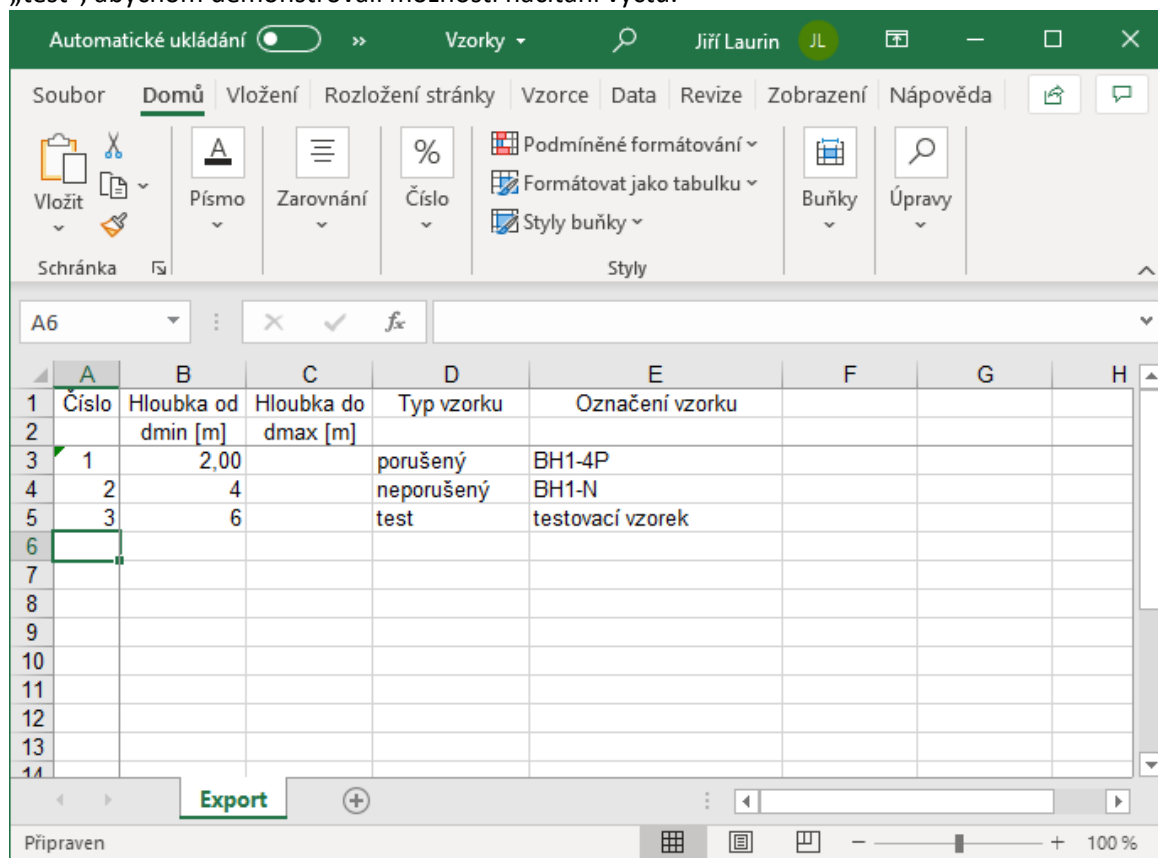 „test“, abychom demonstrovali možnosti načítání výčtu.
Automatické ukládání » Vzorky Jiří Laurin JL
Soubor Domů Vložení Rozložení stránky Vzorce Data Revize Zobrazení Nápověda
Vložit Písmo Zarovnání % Číslo Podmíněné formátování Formátovat jako tabulku Styly buňky Buňky Úpravy
Schránka Styly
A6 fx
A B C D E F G H
1 Číslo Hloubka od Hloubka do Typ vzorku Označení vzorku
2 dmin [m] dmax [m]
3 1 2,00 porušený BH1-4P
4 2 4 neporušený BH1-N
5 3 6 test testovací vzorek
6
7
8
9
10
11
12
13
14
Export
Připraven 100 %